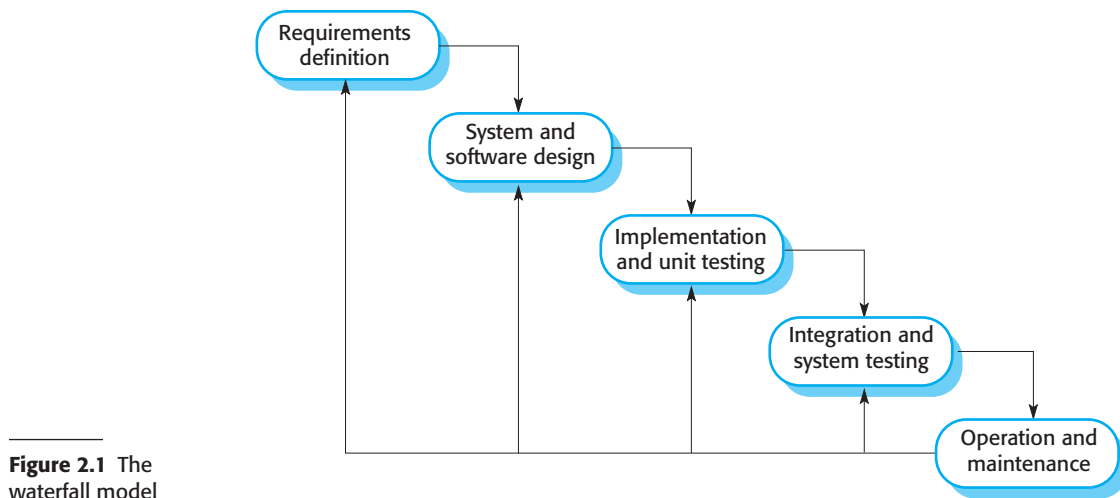 Requirements
definition
System and
software design
Implementation
and unit testing
Integration and
system testing
Operation and
maintenance
Figure 2.1 The
waterfall model